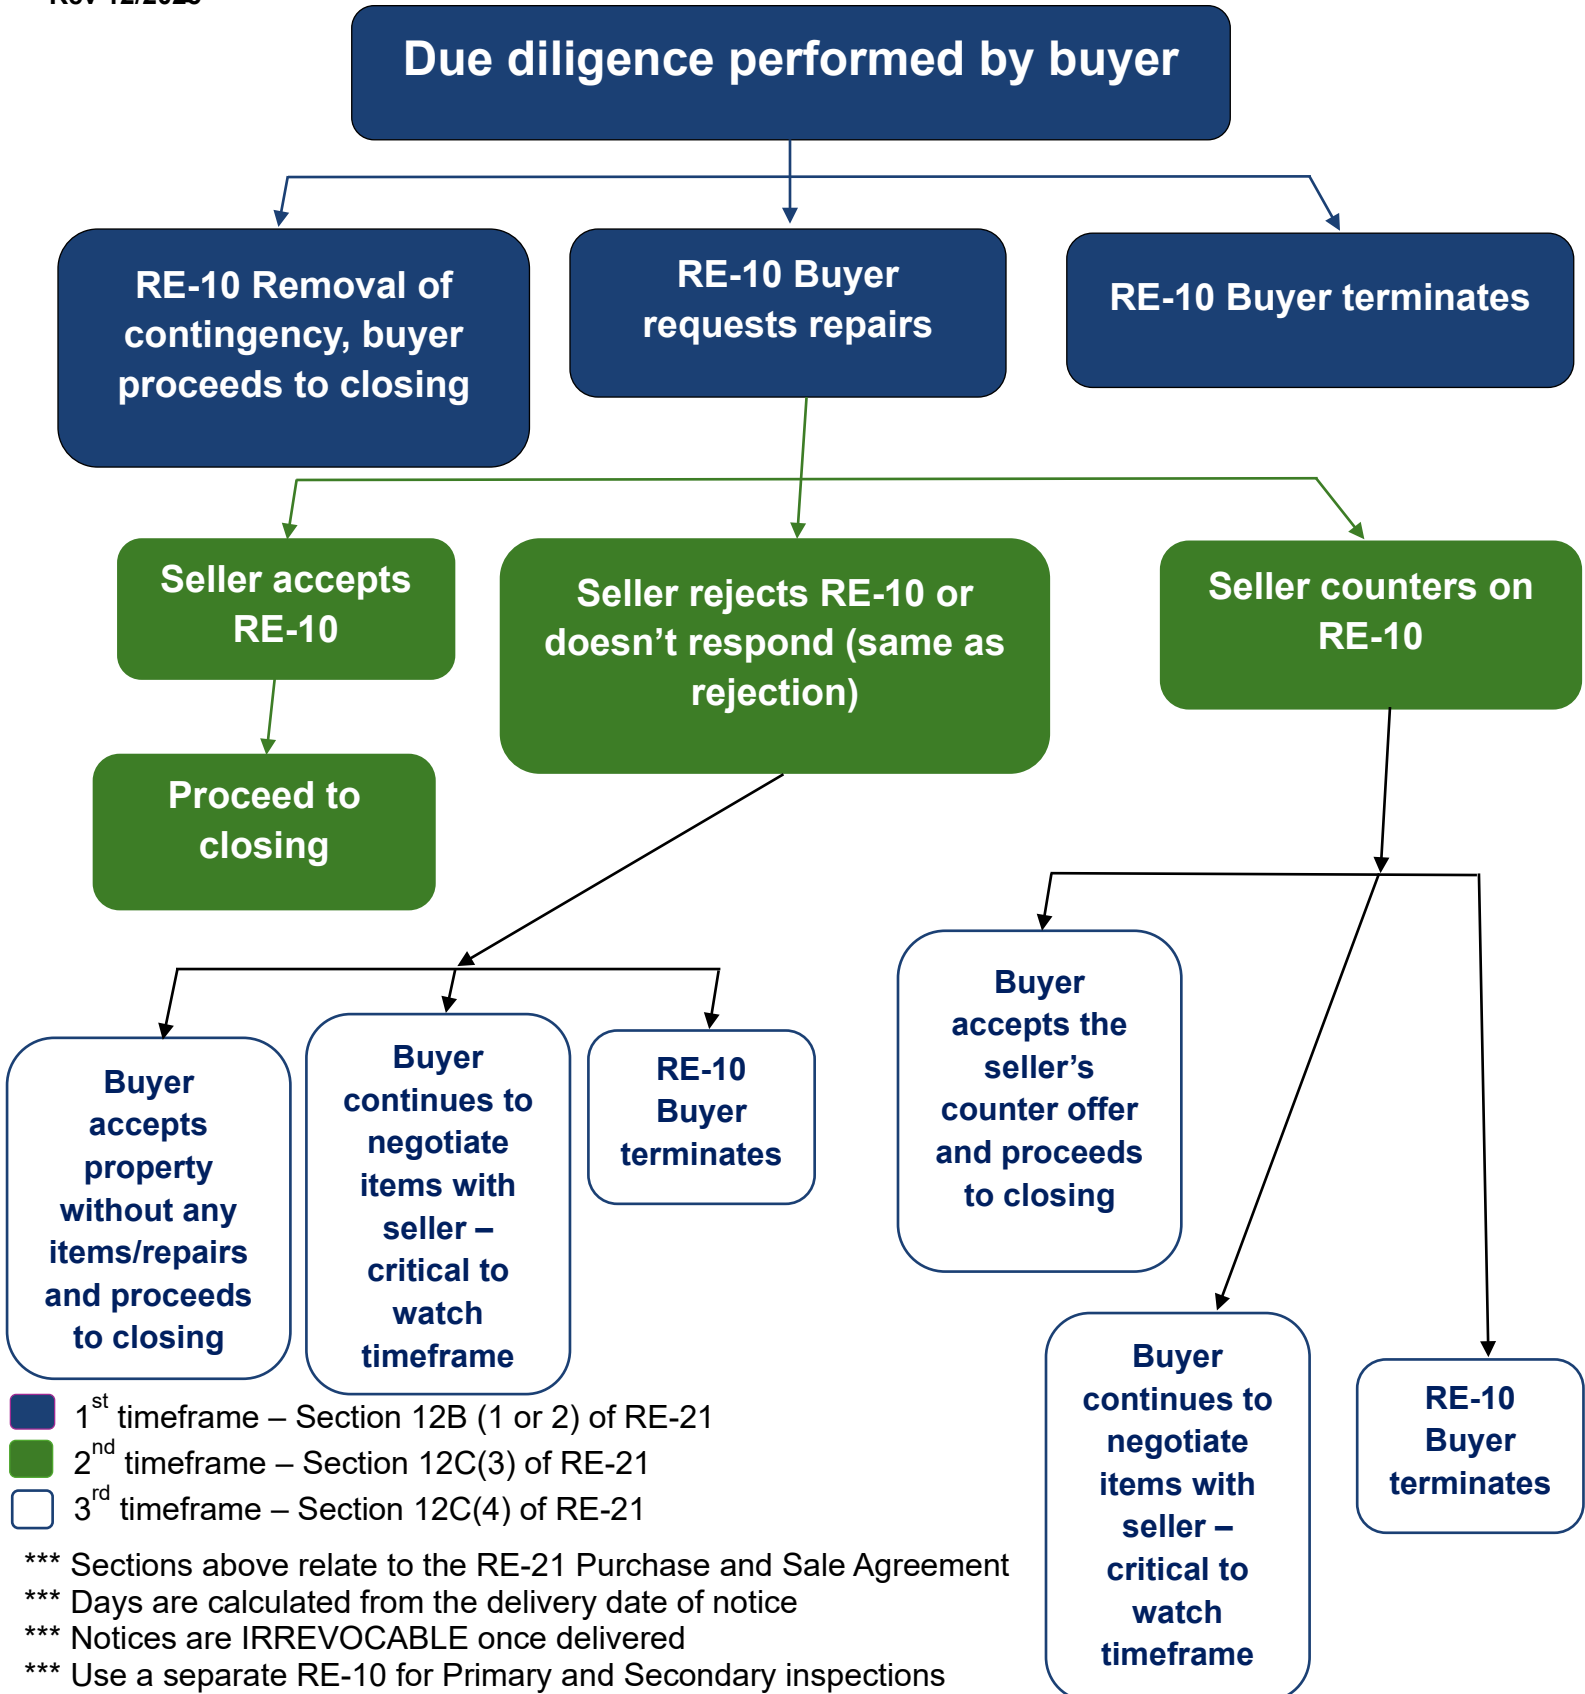 Rev 12/2023
Due diligence performed by buyer
RE-10 Removal of
contingency, buyer
proceeds to closing
RE-10 Buyer
requests repairs
RE-10 Buyer terminates
Seller accepts
RE-10
Seller rejects RE-10 or
doesn’t respond (same as
rejection)
Seller counters on
RE-10
Proceed to
closing
Buyer
accepts
property
without any
items/repairs
and proceeds
to closing
Buyer
continues to
negotiate
items with
seller –
critical to
watch
timeframe
RE-10
Buyer
terminates
Buyer
accepts the
seller’s
counter offer
and proceeds
to closing
Buyer
continues to
negotiate
items with
seller –
critical to
watch
timeframe
RE-10
Buyer
terminates
1st timeframe – Section 12B (1 or 2) of RE-21
2nd timeframe – Section 12C(3) of RE-21
3rd timeframe – Section 12C(4) of RE-21
*** Sections above relate to the RE-21 Purchase and Sale Agreement
*** Days are calculated from the delivery date of notice
*** Notices are IRREVOCABLE once delivered
*** Use a separate RE-10 for Primary and Secondary inspections